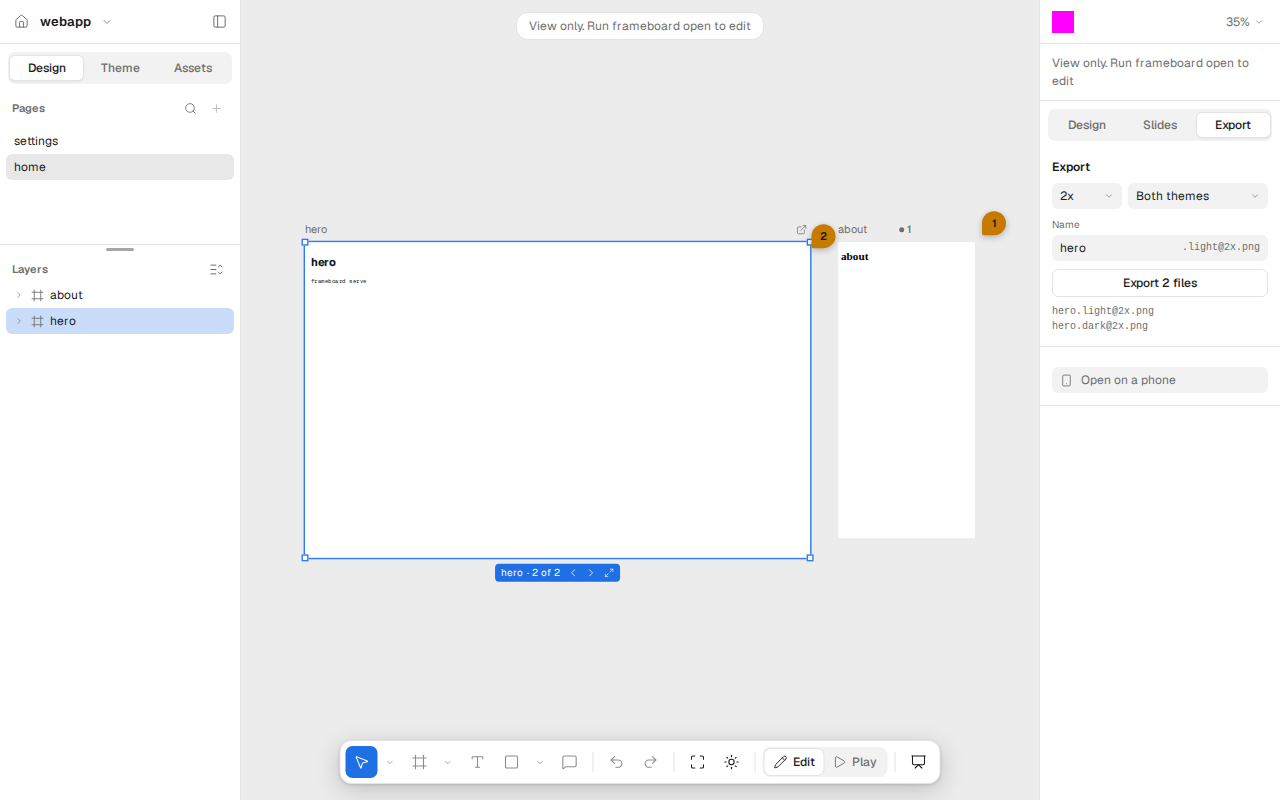 webapp
Design
Theme
Assets
Pages
settings
home
Layers
about
hero
View only. Run frameboard open to edit
hero
2
about
1
1
hero
frameboard serve
about
hero · 2 of 2
Edit
Play
35%
View only. Run frameboard open to
edit
Design
Slides
Export
Export
2x
Both themes
Name
hero
.light@2x.png
Export 2 files
hero.light@2x.png
hero.dark@2x.png
Open on a phone